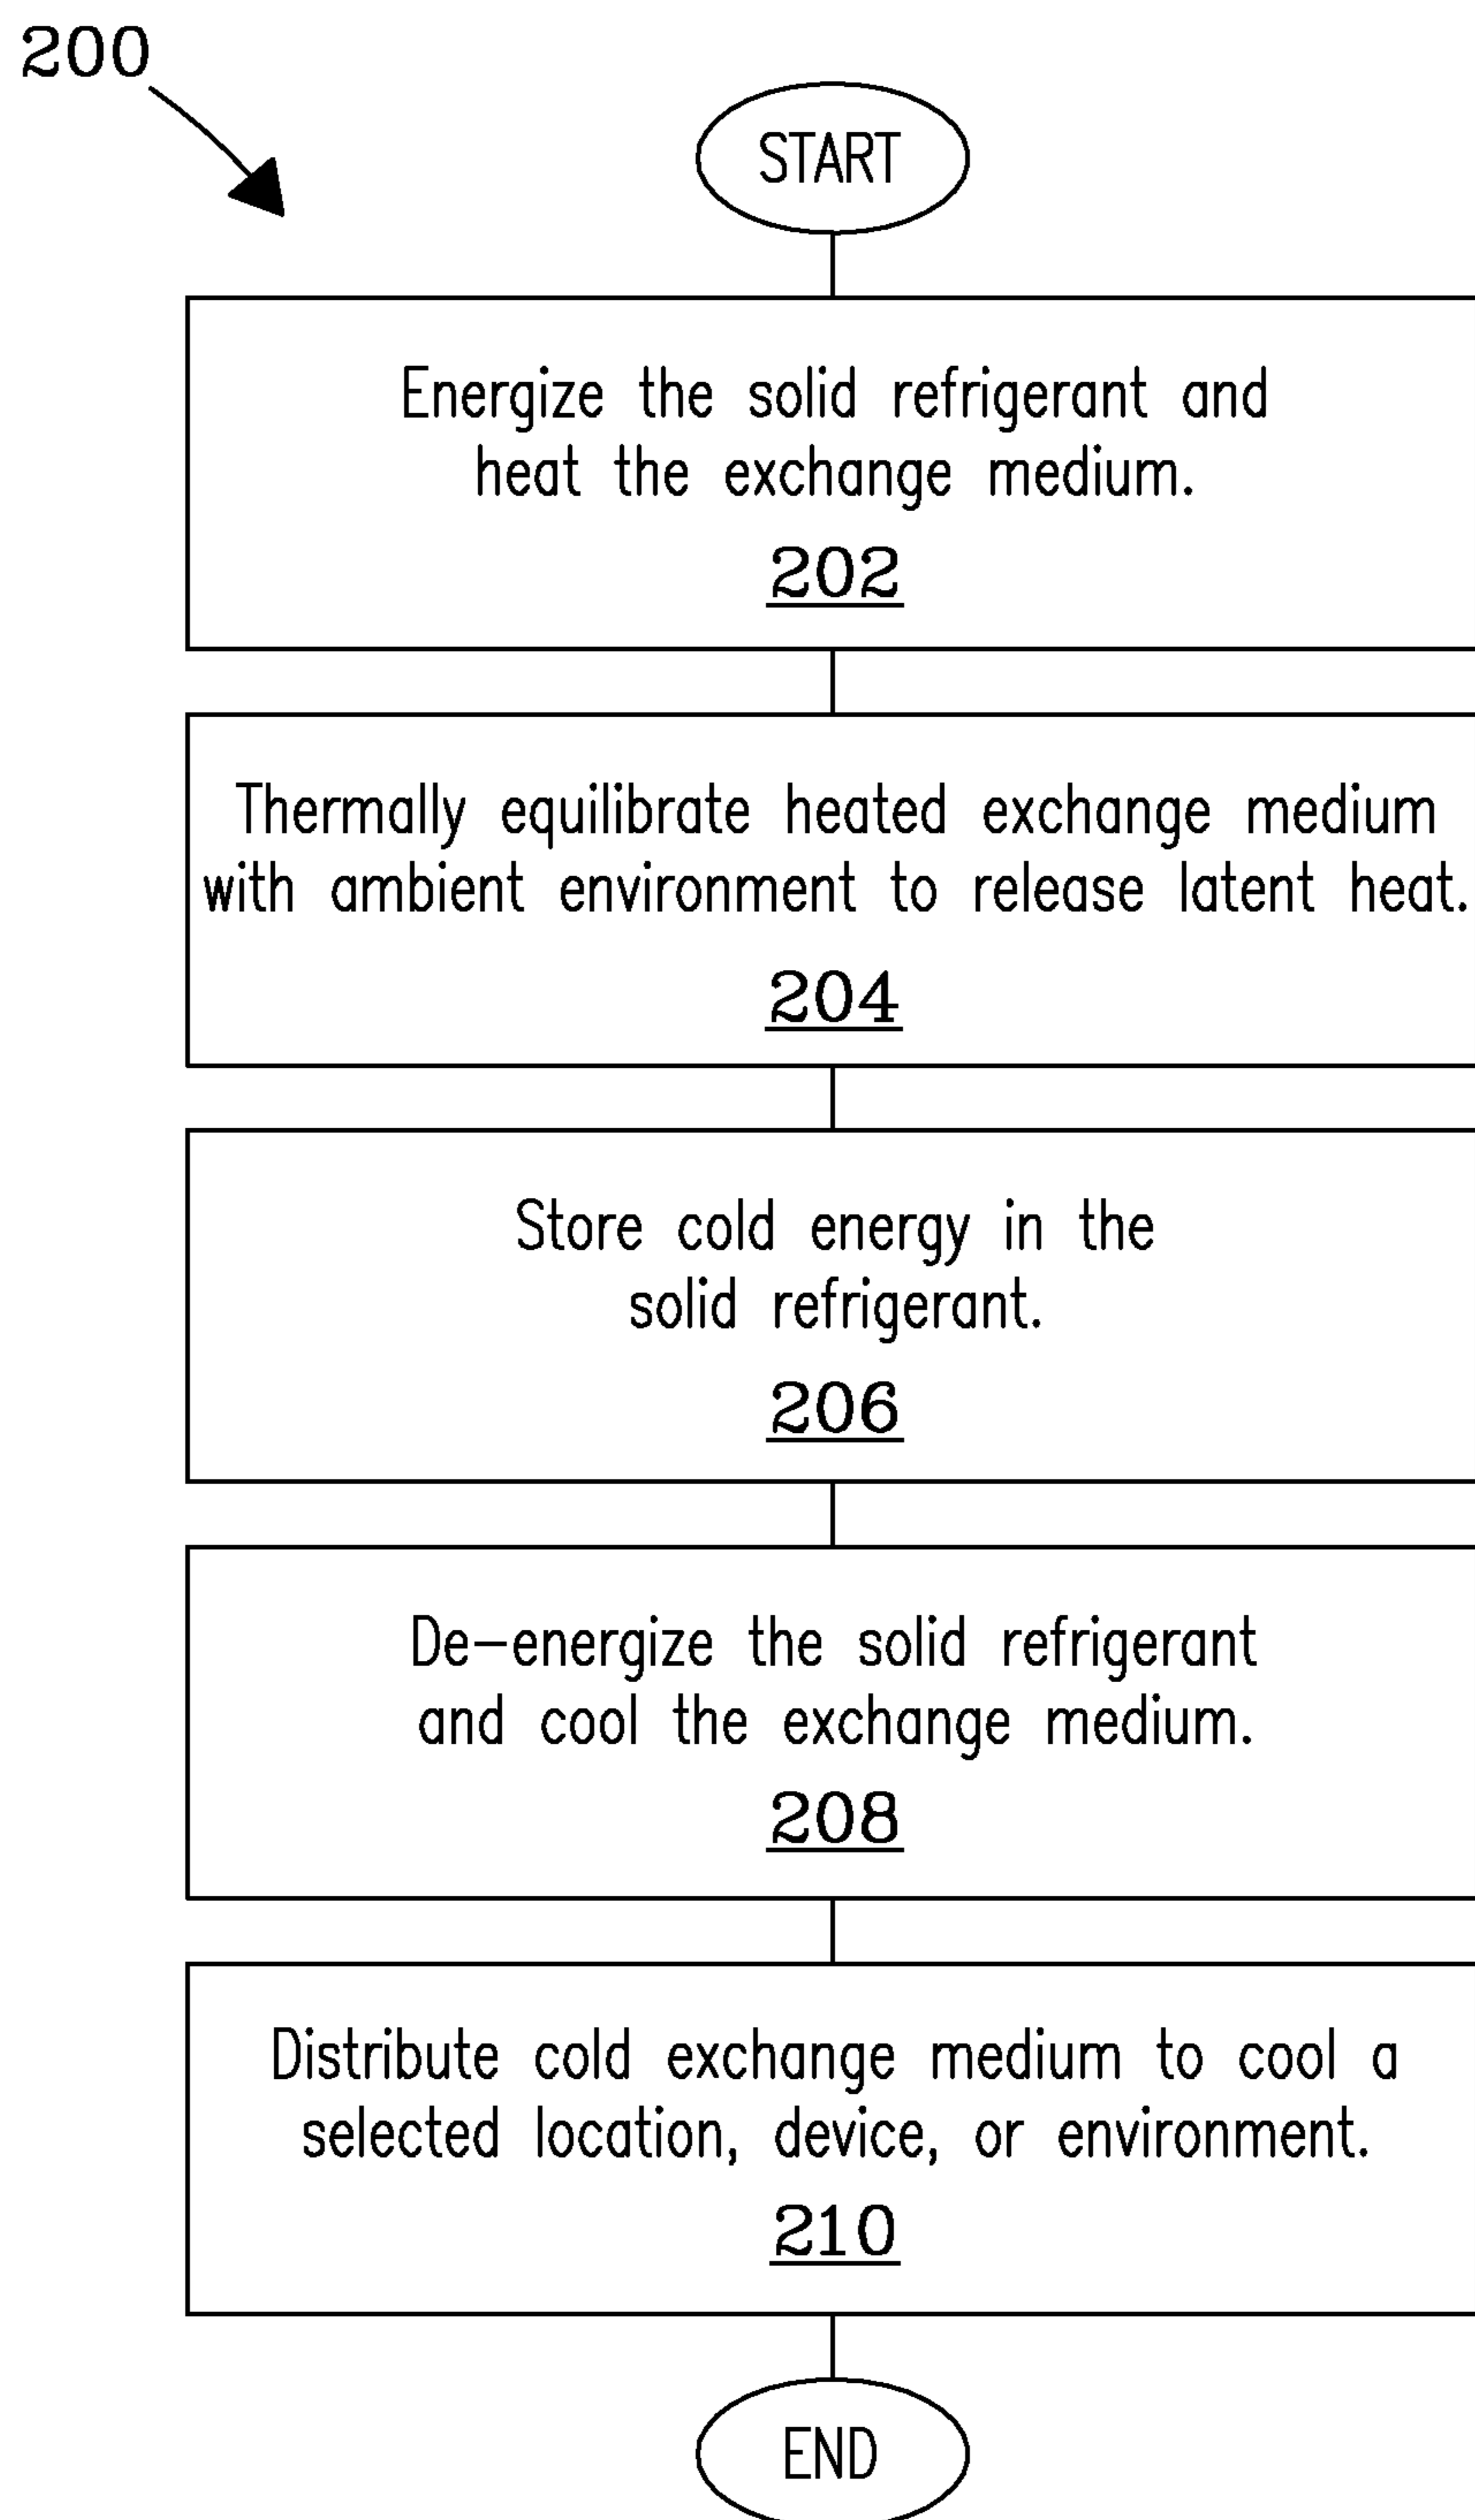 200
START
Energize the solid refrigerant and
heat the exchange medium.
202
Thermally equilibrate heated exchange medium
with ambient environment to release latent heat.
204
Store cold energy in the
solid refrigerant.
206
De-energize the solid refrigerant
and cool the exchange medium.
208
Distribute cold exchange medium to cool a
selected location, device, or environment.
210
END